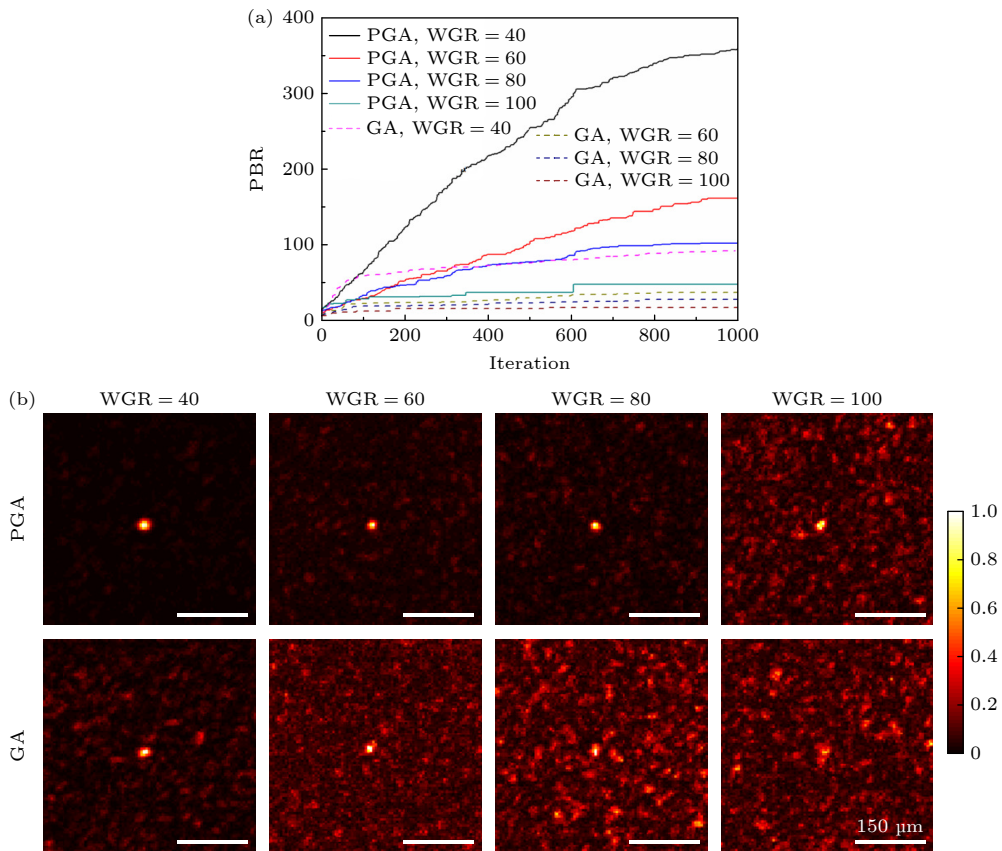 (a)
400
300
200
100
0
PBR
PGA, WGR = 40
PGA, WGR = 60
PGA, WGR = 80
PGA, WGR = 100
GA, WGR = 40
GA, WGR = 60
GA, WGR = 80
GA, WGR = 100
0 200 400 600 800 1000
Iteration
(b)
WGR = 40 WGR = 60 WGR = 80 WGR = 100
PGA
GA
1.0
0.8
0.6
0.4
0.2
0
150 µm